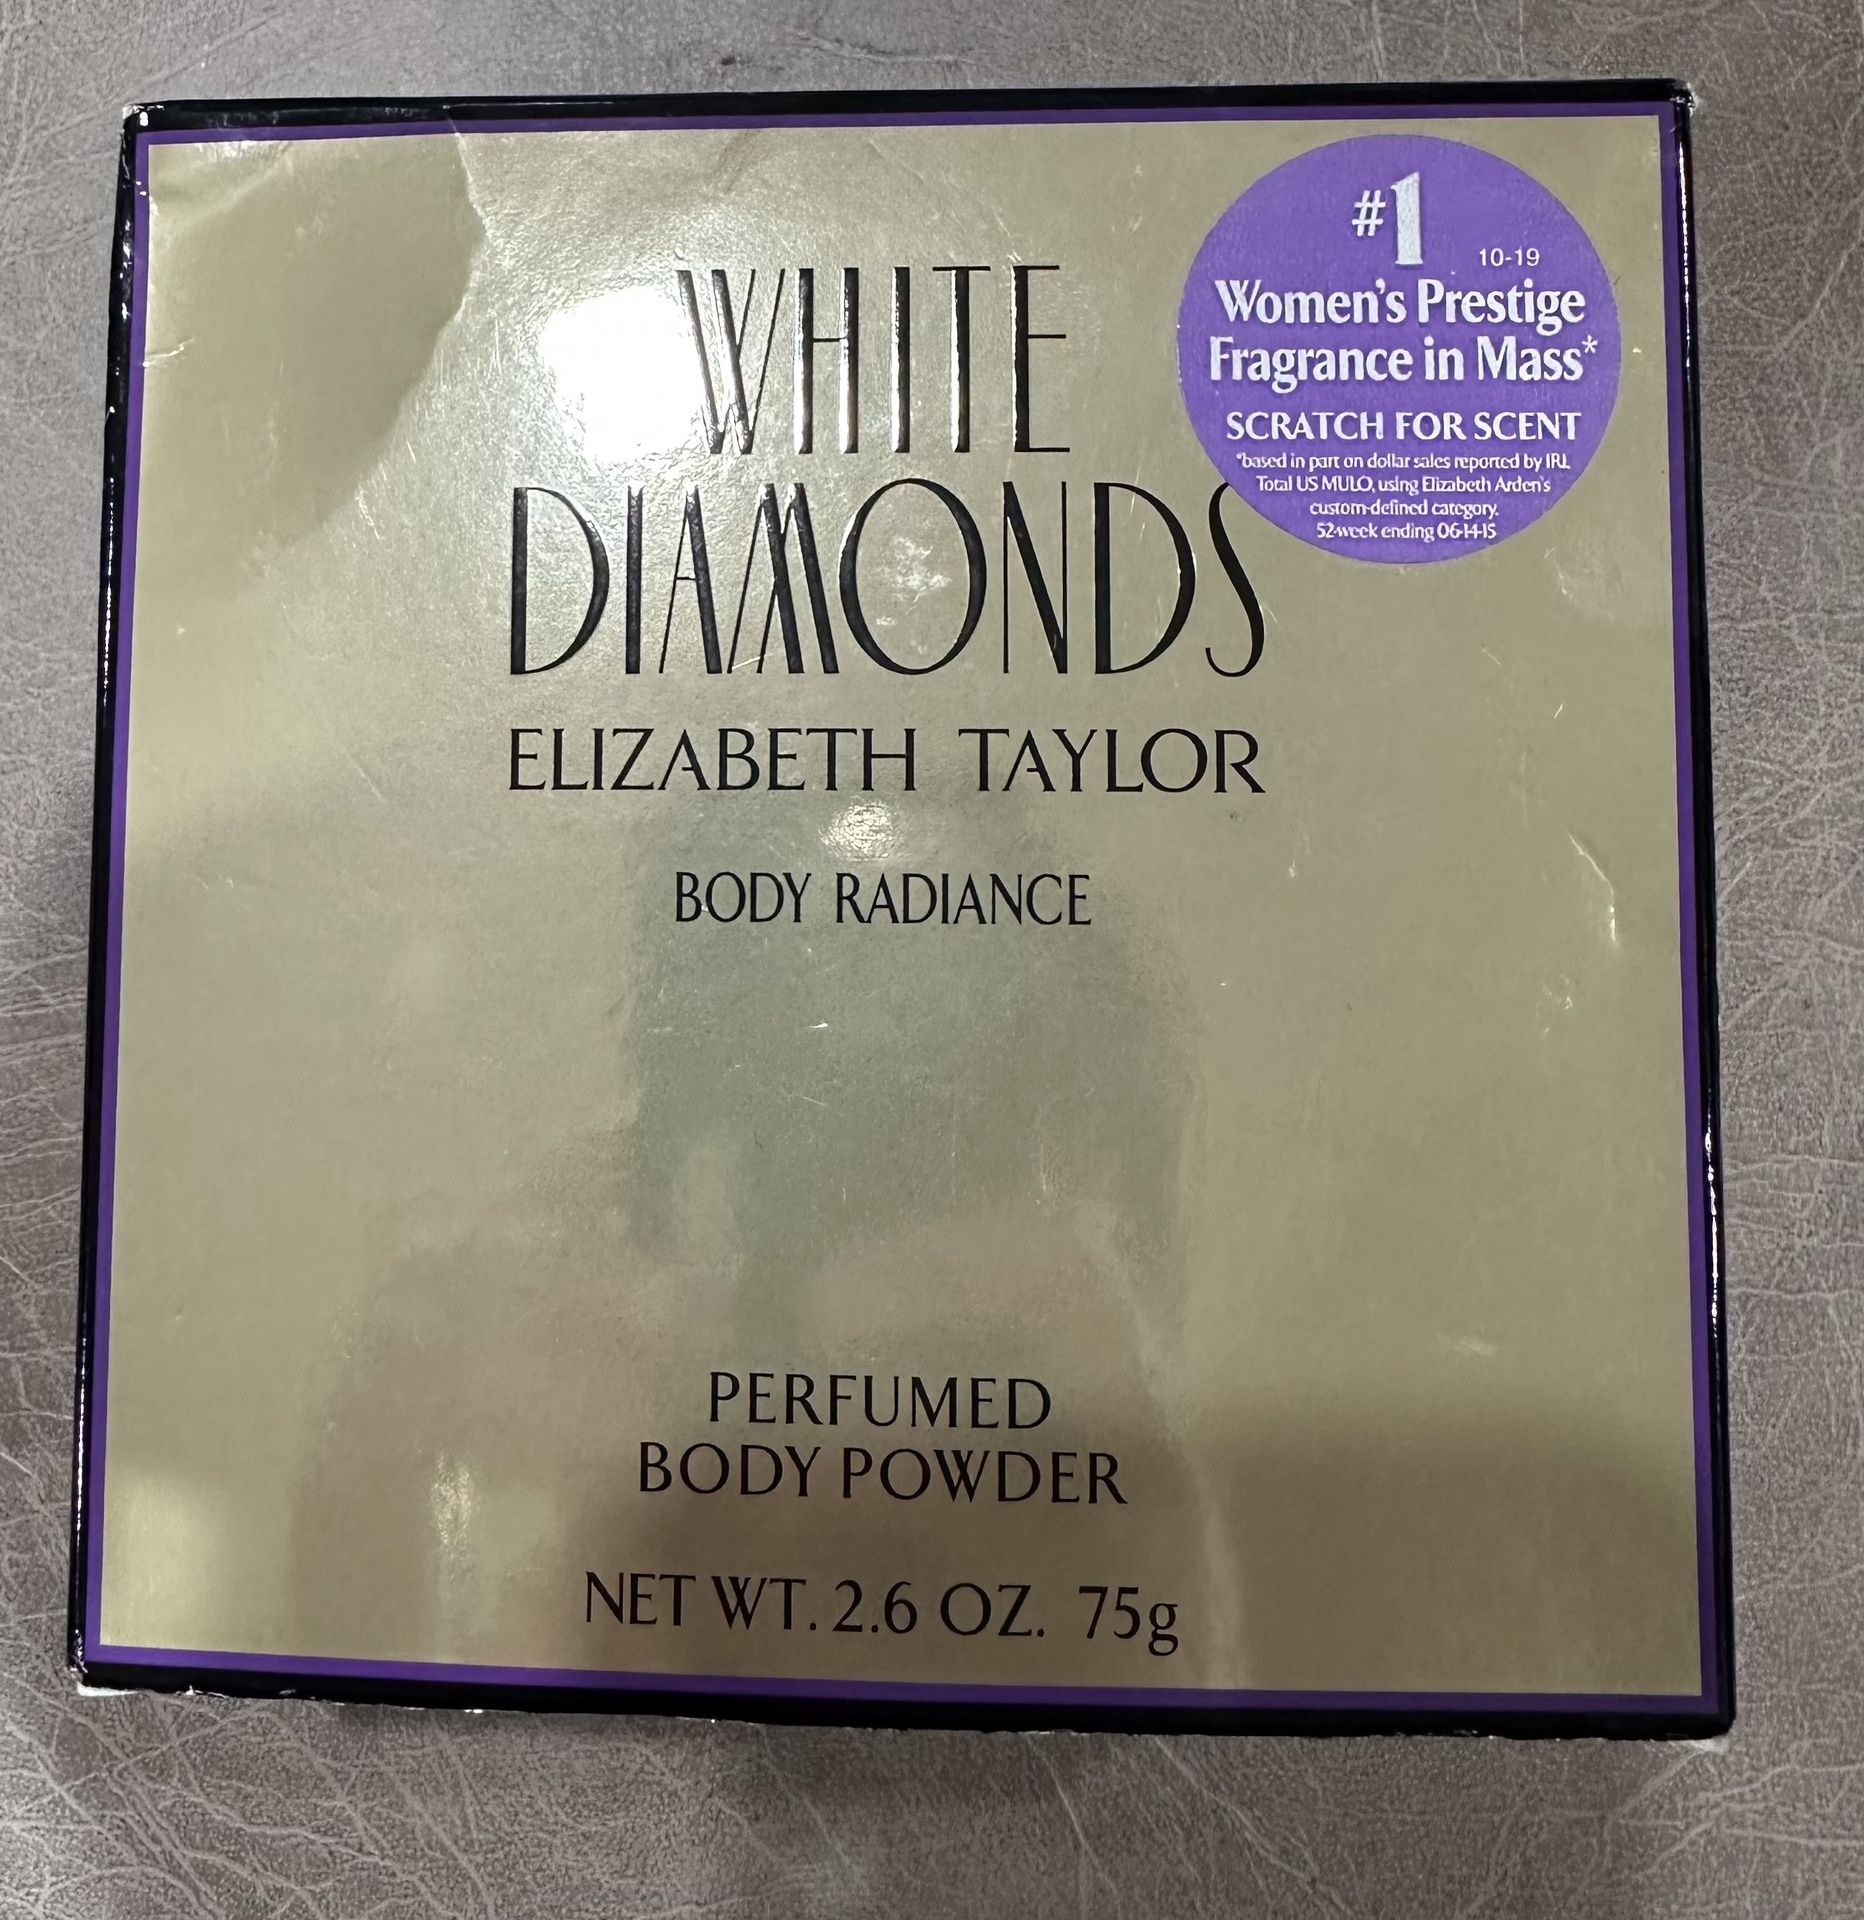 #1
10-19
Women's Prestige
Fragrance in Mass*
SCRATCH FOR SCENT
*based in part on dollar sales reported by IRI,
Total US MULO, using Elizabeth Arden's
custom-defined category.
52-week ending 06-14-15
WHITE
DIAMONDS
ELIZABETH TAYLOR
BODY RADIANCE
PERFUMED
BODY POWDER
NET WT. 2.6 OZ. 75g